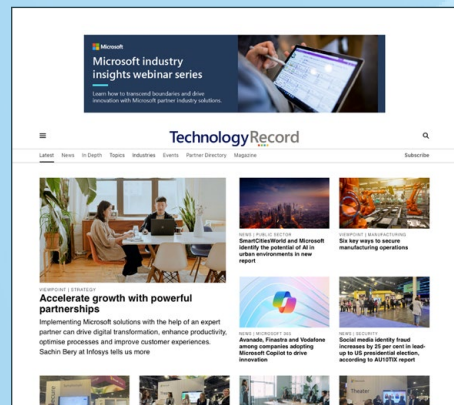 Microsoft
Microsoft industry
insights webinar series
Learn how to transcend boundaries and drive
innovation with Microsoft partner industry solutions.
TechnologyRecord
Latest News In Depth Topics Industries Events Partner Directory Magazine Subscribe
VIEWPOINT | STRATEGY
Accelerate growth with powerful
partnerships
Implementing Microsoft solutions with the help of an expert
partner can drive digital transformation, enhance productivity,
optimise processes and improve customer experiences.
Sachin Bery at Infosys tells us more
NEWS | PUBLIC SECTOR
SmartCitiesWorld and Microsoft
identify the potential of AI in
urban environments in new
report
VIEWPOINT | MANUFACTURING
Six key ways to secure
manufacturing operations
NEWS | MICROSOFT 365
Avanade, Finastra and Vodafone
among companies adopting
Microsoft Copilot to drive
innovation
NEWS | SECURITY
Social media identity fraud
increases by 25 per cent in lead-
up to US presidential election,
according to AU10TIX report
Theater